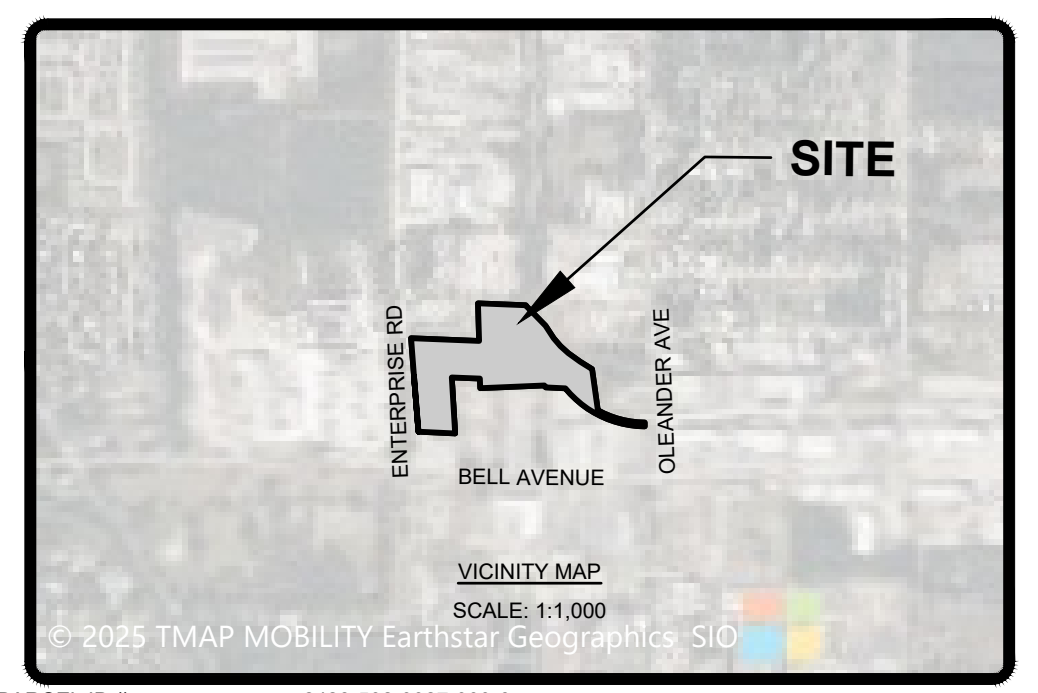 SITE
ENTERPRISE RD
OLEANDER AVE
BELL AVENUE
VICINITY MAP
SCALE: 1:1,000
© 2025 TMAP MOBILITY Earthstar Geographics SIO